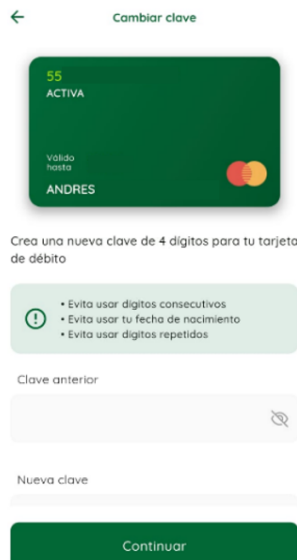 Cambiar clave
55
ACTIVA
Válido
hasta
ANDRES
Crea una nueva clave de 4 dígitos para tu tarjeta
de débito
• Evita usar dígitos consecutivos
• Evita usar tu fecha de nacimiento
• Evita usar dígitos repetidos
Clave anterior
Nueva clave
Continuar